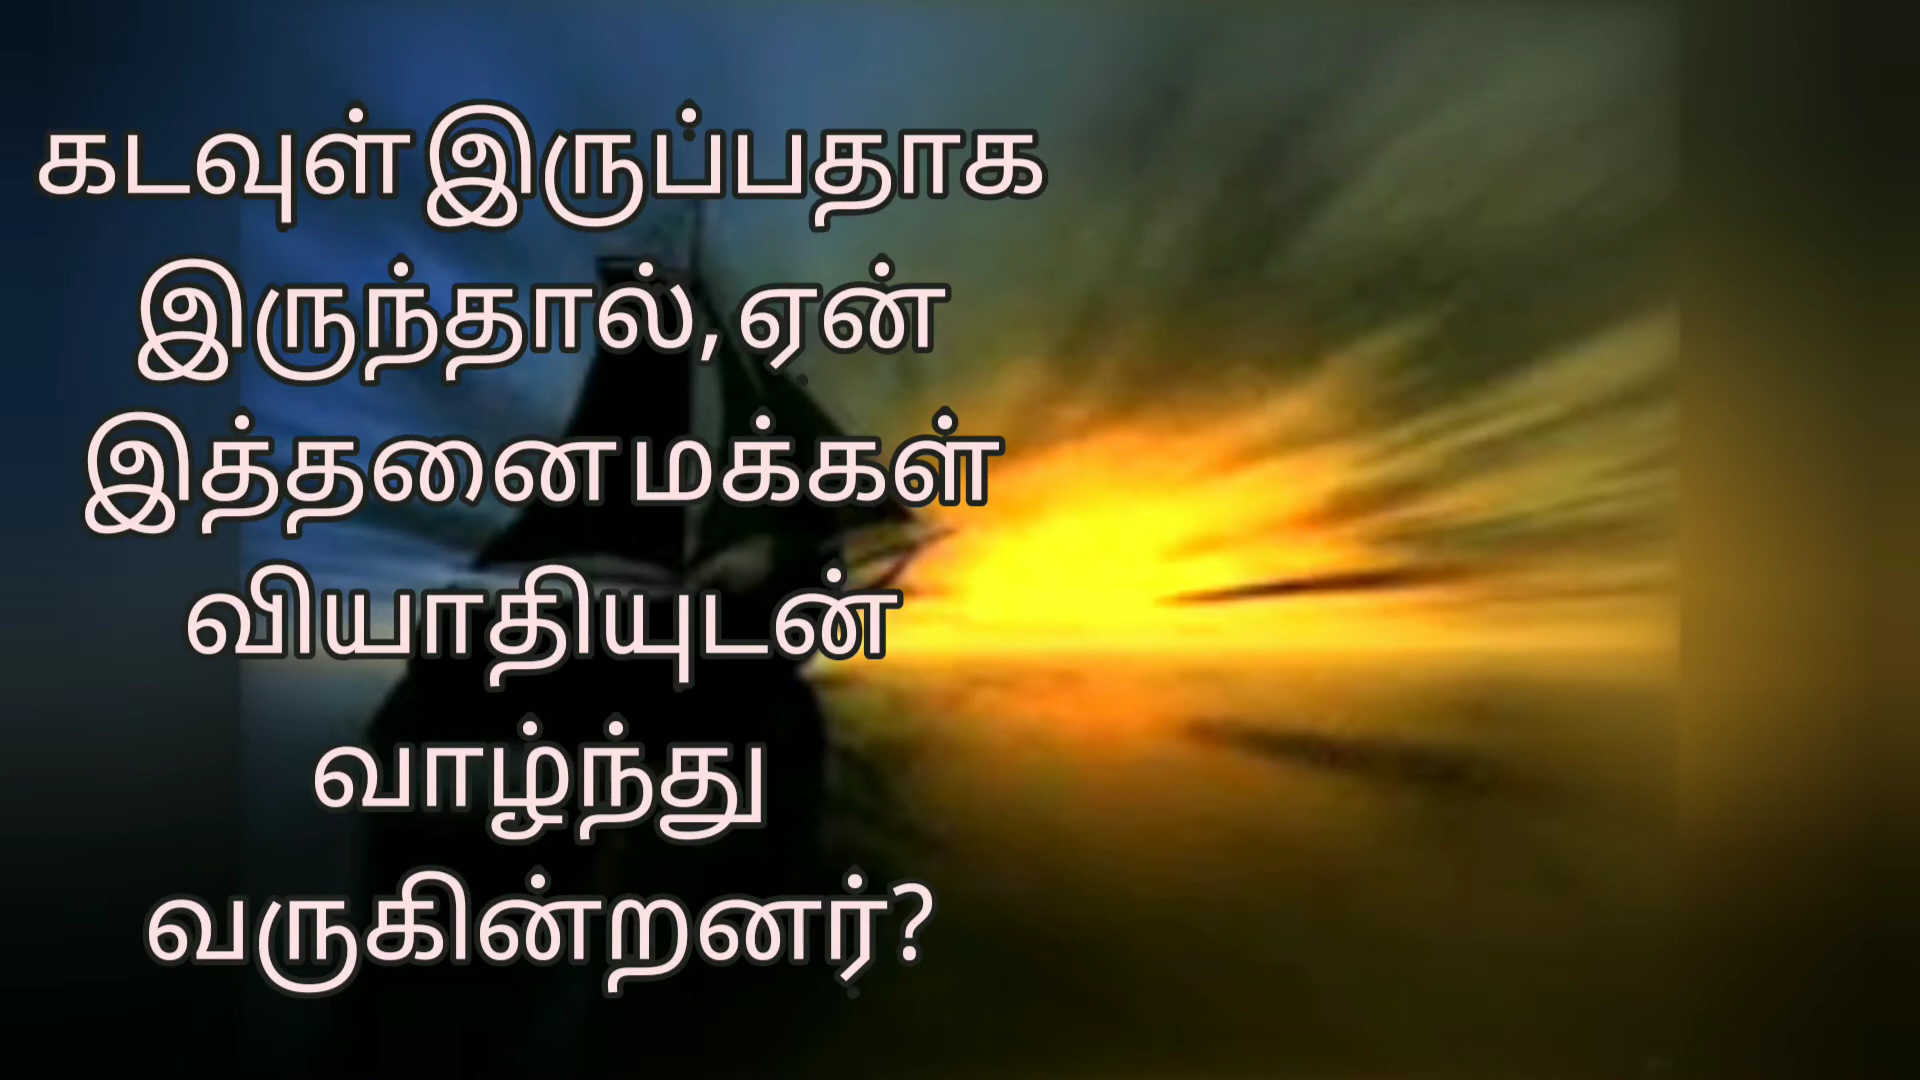 கடவுள் இருப்பதாக
இருந்தால், ஏன்
இத்தனை மக்கள்
வியாதியுடன்
வாழ்ந்து
வருகின்றனர்?